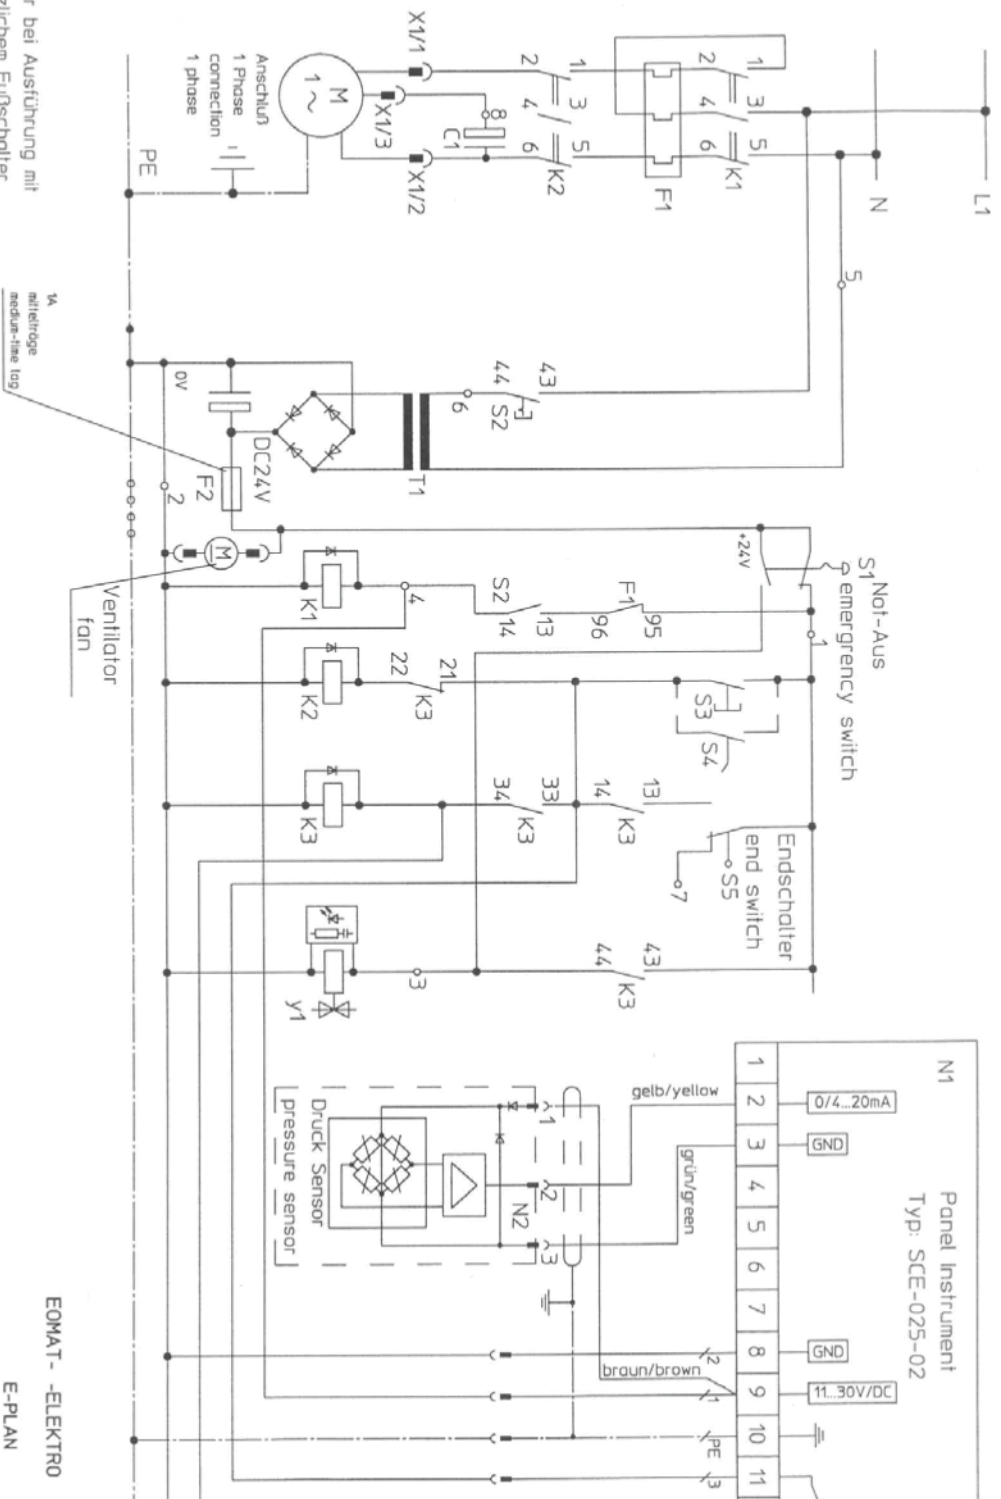 L1
N
5
1
3
5
2
4
6
K1
F1
1
3
5
2
4
6
K2
8
C1
X1/1
X1/3
X1/2
M
1 ~
Anschluß
1 Phase
connection
1 phase
PE
r bei Ausführung mit
43
44
S2
6
T1
0V
DC24V
F2
2
1A
mittelträge
medium-time lag
M
Ventilator
fan
+24V
S1
Not-Aus
emergrency switch
1
F1
95
96
S2
13
14
4
K1
S3
S4
21
22
K3
K2
13
14
K3
33
34
K3
K3
Endschalter
end switch
S5
7
43
44
K3
3
y1
N1
Panel Instrument
Typ: SCE-025-02
0/4...20mA
GND
GND
11...30V/DC
1
2
3
4
5
6
7
8
9
10
11
gelb/yellow
grün/green
braun/brown
1
2
3
N2
Druck Sensor
pressure sensor
2
1
PE
3
EOMAT- -ELEKTRO
E-PLAN